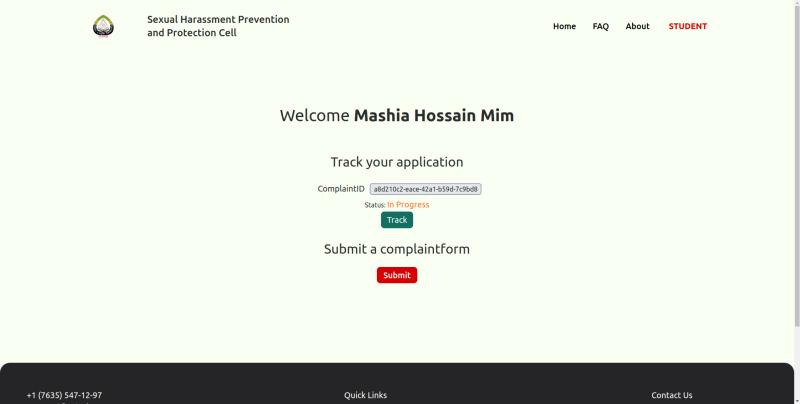 Sexual Harassment Prevention
and Protection Cell
Home FAQ About STUDENT
Welcome Mashia Hossain Mim
Track your application
ComplaintID a8d210c2-eace-42a1-b59d-7c9bd8
Status: In Progress
Track
Submit a complaintform
Submit
+1 (7635) 547-12-97 Quick Links Contact Us